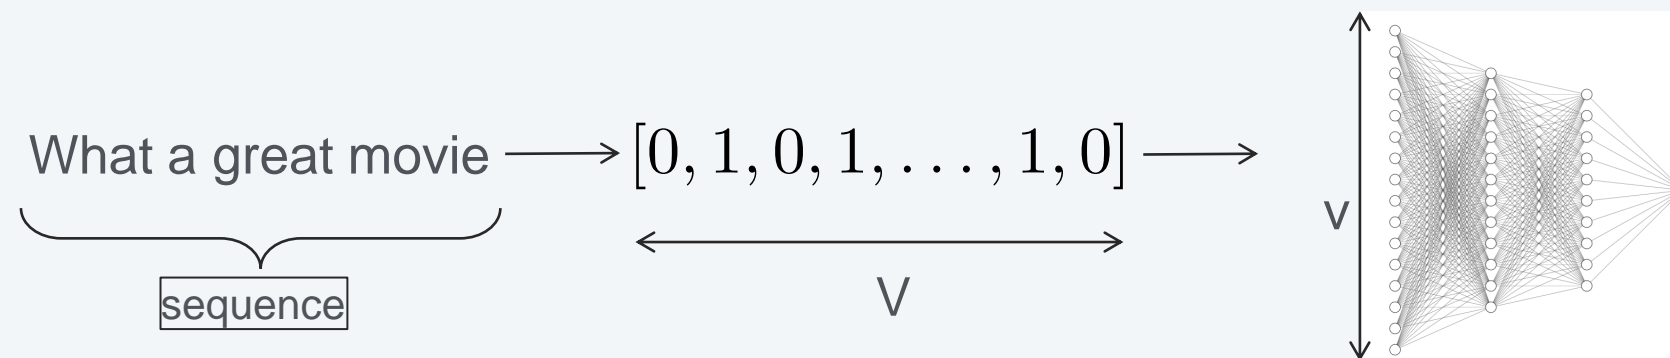 What a great movie
[0, 1, 0, 1, . . . , 1, 0]
V
V
sequence